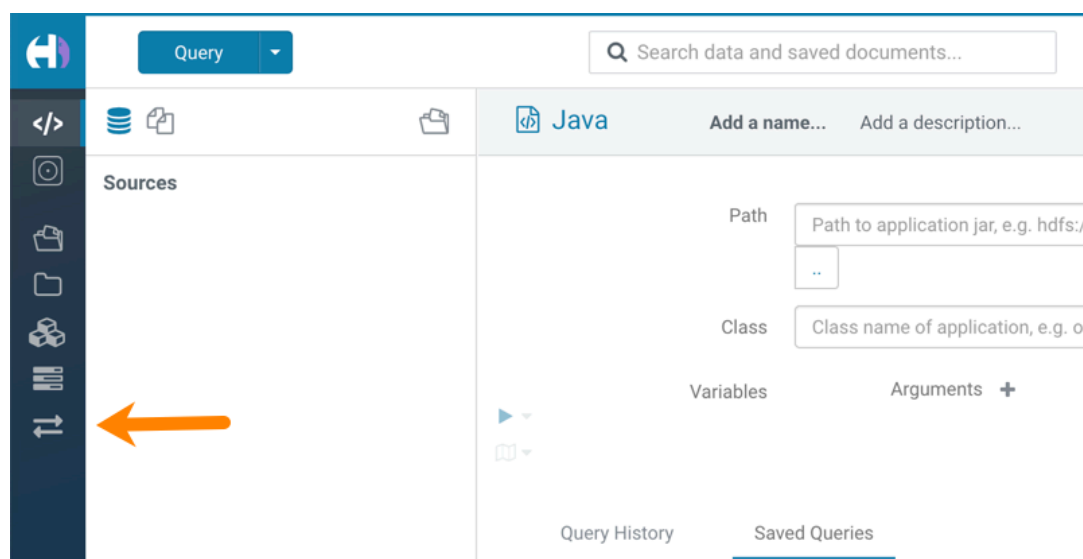 Query
Search data and saved documents...
Java Add a name... Add a description...
Sources
Path Path to application jar, e.g. hdfs:/
..
Class Class name of application, e.g. o
Variables Arguments +
Query History Saved Queries